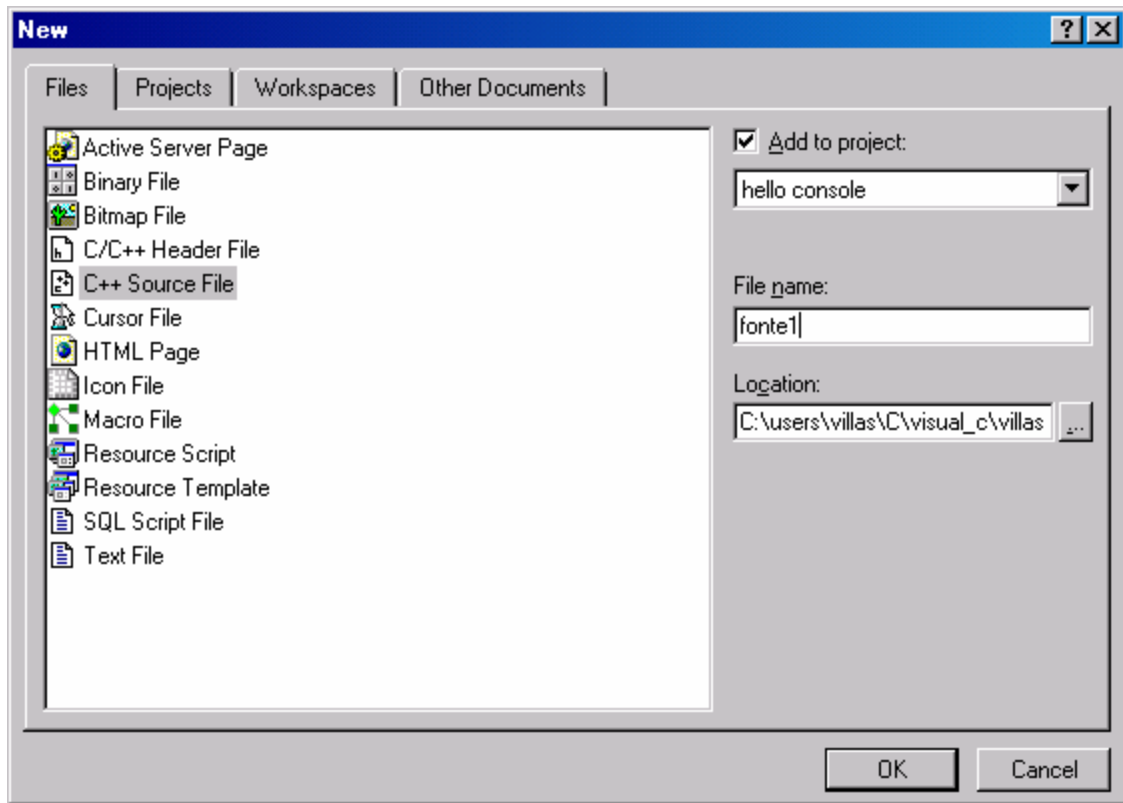 New
Files Projects Workspaces Other Documents
Active Server Page
Binary File
Bitmap File
C/C++ Header File
C++ Source File
Cursor File
HTML Page
Icon File
Macro File
Resource Script
Resource Template
SQL Script File
Text File
Add to project:
hello console
File name:
fonte1
Location:
C:\users\villas\C\visual_c\villas ...
OK Cancel